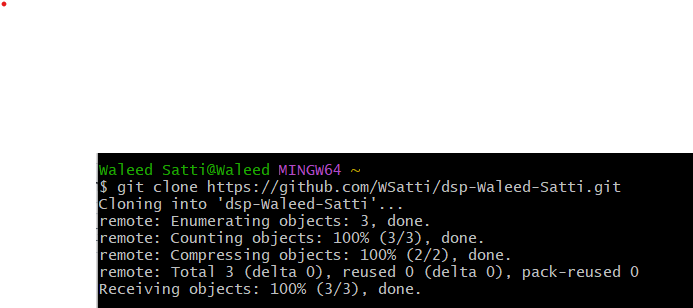 Waleed Satti@Waleed MINGW64 ~
$ git clone https://github.com/WSatti/dsp-Waleed-Satti.git
Cloning into 'dsp-Waleed-Satti'...
remote: Enumerating objects: 3, done.
remote: Counting objects: 100% (3/3), done.
remote: Compressing objects: 100% (2/2), done.
remote: Total 3 (delta 0), reused 0 (delta 0), pack-reused 0
Receiving objects: 100% (3/3), done.